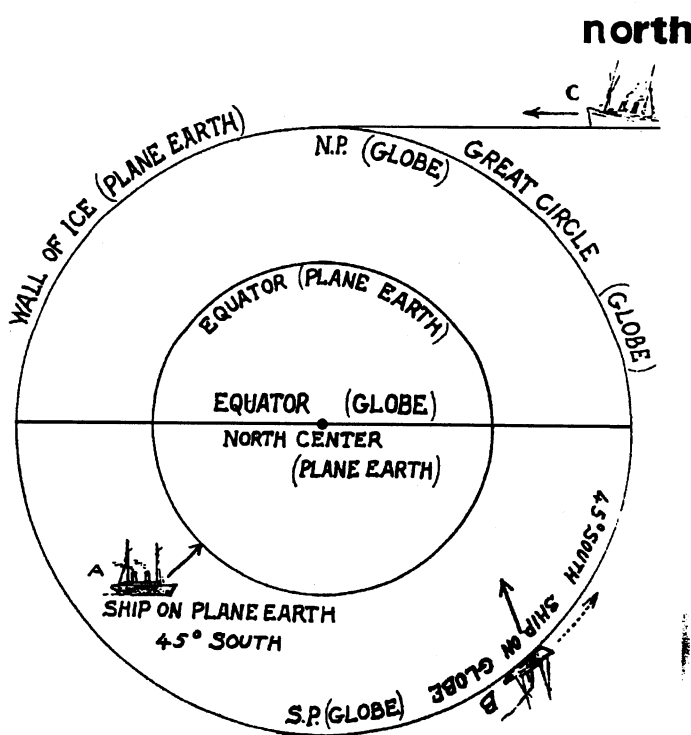 north
C
N.P. (GLOBE)
GREAT CIRCLE (GLOBE)
WALL OF ICE (PLANE EARTH)
EQUATOR (PLANE EARTH)
EQUATOR (GLOBE)
NORTH CENTER
(PLANE EARTH)
A
SHIP ON PLANE EARTH
45° SOUTH
45° SOUTH SHIP ON GLOBE
B
S.P. (GLOBE)